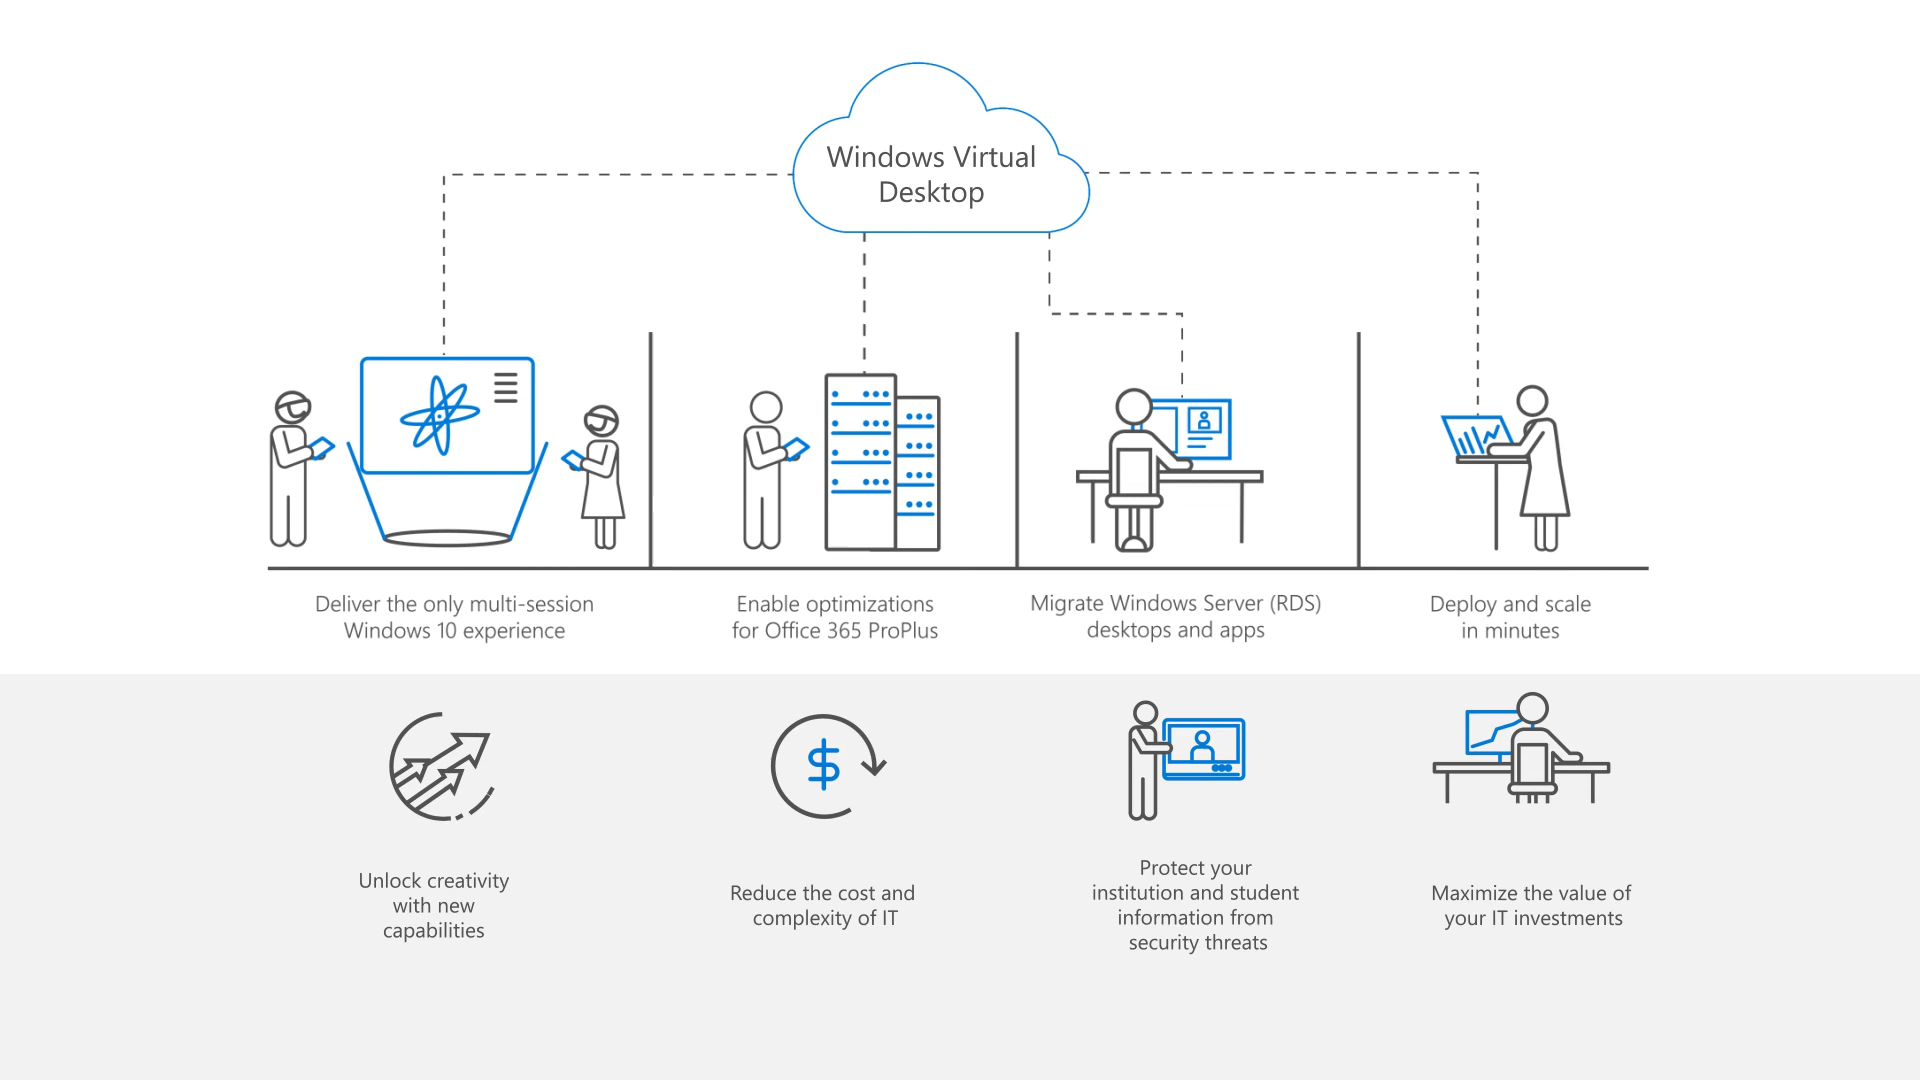 Windows Virtual
Desktop
Deliver the only multi-session
Windows 10 experience
Enable optimizations
for Office 365 ProPlus
Migrate Windows Server (RDS)
desktops and apps
Deploy and scale
in minutes
$
Unlock creativity
with new
capabilities
Reduce the cost and
complexity of IT
Protect your
institution and student
information from
security threats
Maximize the value of
your IT investments